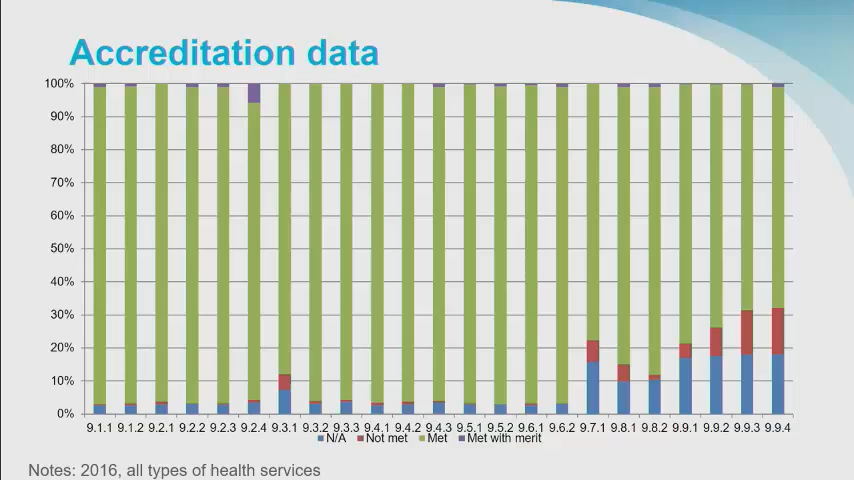 Accreditation data
100%
90%
80%
70%
60%
50%
40%
30%
20%
10%
0%
9.1.1 9.1.2 9.2.1 9.2.2 9.2.3 9.2.4 9.3.1 9.3.2 9.3.3 9.4.1 9.4.2 9.4.3 9.5.1 9.5.2 9.6.1 9.6.2 9.7.1 9.8.1 9.8.2 9.9.1 9.9.2 9.9.3 9.9.4
N/A Not met Met Met with merit
Notes: 2016, all types of health services